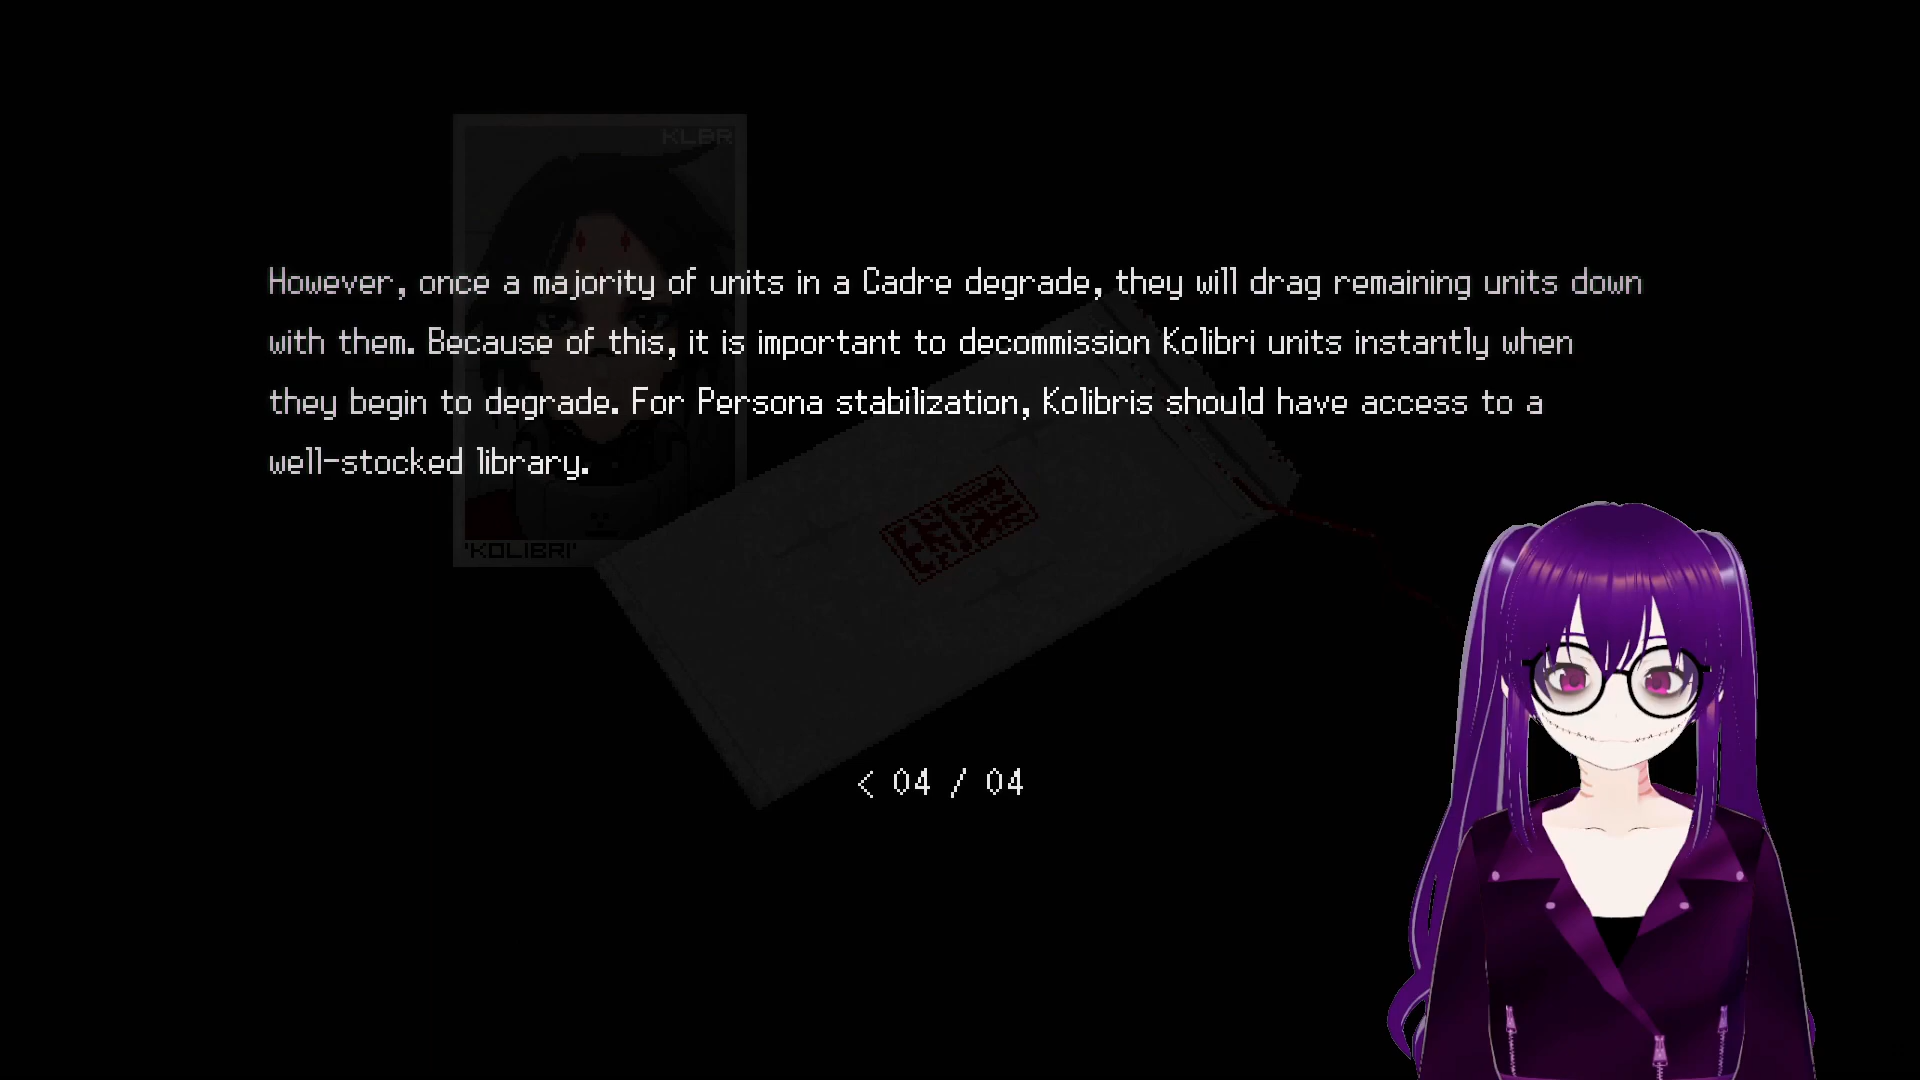 KLBR
However, once a majority of units in a Cadre degrade, they will drag remaining units down
with them. Because of this, it is important to decommission Kolibri units instantly when
they begin to degrade. For Persona stabilization, Kolibris should have access to a
well-stocked library.
'KOLIBRI'
< 04 / 04